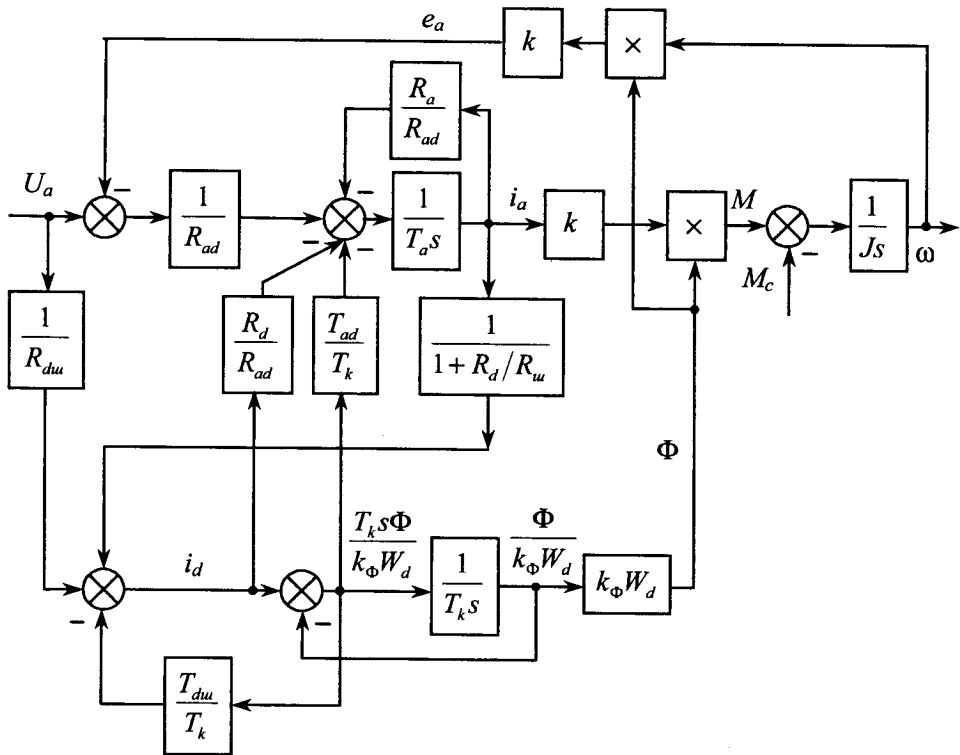 e_a
k
×
R_a
R_ad
U_a
−
1
R_ad
−
−
−
1
T_a s
i_a
k
×
M
−
M_c
1
Js
ω
1
R_dш
R_d
R_ad
T_ad
T_k
1
1 + R_d/R_ш
Φ
T_k sΦ
k_Φ W_d
Φ
k_Φ W_d
i_d
−
−
1
T_k s
k_Φ W_d
T_dш
T_k